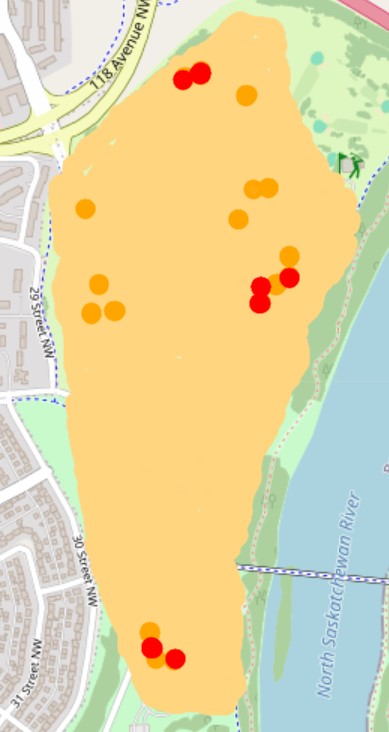 118 Avenue NW
29 Street NW
30 Street NW
31 Street NW
North Saskatchewan River